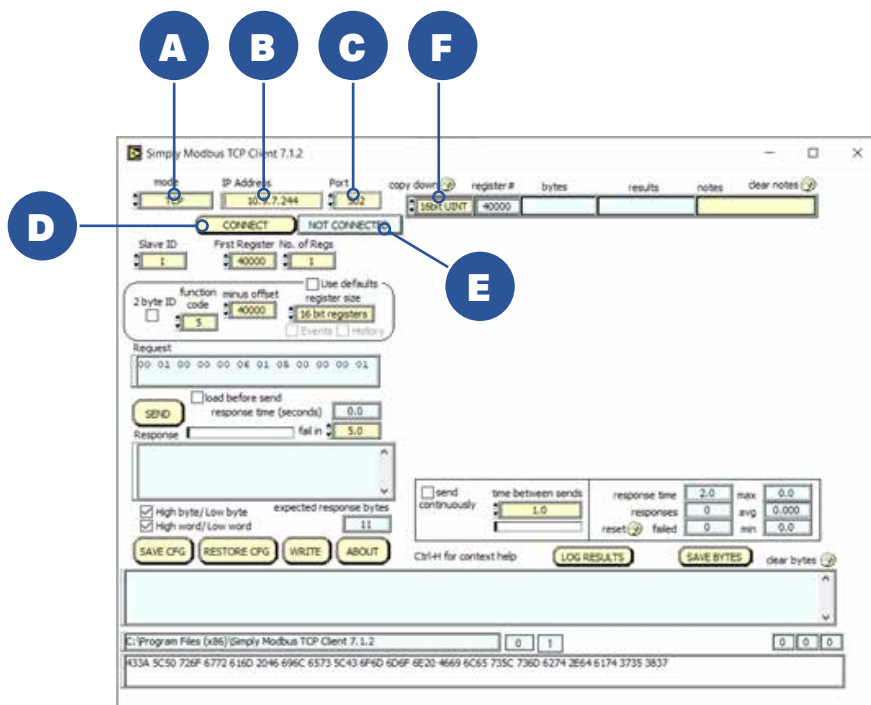 A B C F
Simply Modbus TCP Client 7.1.2
mode IP Address Port copy down register # bytes results notes clear notes
TCP 16bit UINT 40000
D CONNECT NOT CONNECTED
E
Slave ID First Register No. of Regs
1 40000 1
Use defaults
2 byte ID function code minus offset register size
5 40000 16 bit registers
Events History
Request
00 01 00 00 00 06 01 05 00 00 00 01
load before send
SEND response time (seconds) 0.0
Response fail in 5.0
High byte/Low byte expected response bytes
High word/Low word 11
send continuously time between sends 1.0
response time 2.0 max 0.0
responses 0 avg 0.000
reset failed 0 min 0.0
SAVE CFG RESTORE CFG WRITE ABOUT Ctrl-H for context help LOG RESULTS SAVE BYTES clear bytes
C:\Program Files (x86)\Simply Modbus TCP Client 7.1.2 0 1 0 0 0
433A 5C50 726F 6772 616D 2046 696C 6573 5C43 6F6D 6D6F 6E20 4669 6C65 735C 736D 6274 2E64 6174 3735 3837